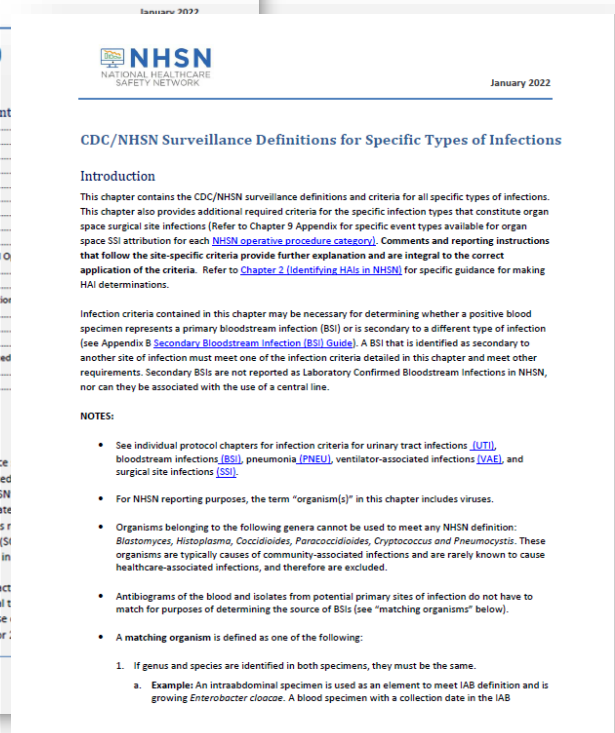 January 2022
NHSN
NATIONAL HEALTHCARE
SAFETY NETWORK
January 2022
CDC/NHSN Surveillance Definitions for Specific Types of Infections
Introduction
This chapter contains the CDC/NHSN surveillance definitions and criteria for all specific types of infections.
This chapter also provides additional required criteria for the specific infection types that constitute organ
space surgical site infections (Refer to Chapter 9 Appendix for specific event types available for organ
space SSI attribution for each NHSN operative procedure category). Comments and reporting instructions
that follow the site-specific criteria provide further explanation and are integral to the correct
application of the criteria. Refer to Chapter 2 (Identifying HAIs in NHSN) for specific guidance for making
HAI determinations.
Infection criteria contained in this chapter may be necessary for determining whether a positive blood
specimen represents a primary bloodstream infection (BSI) or is secondary to a different type of infection
(see Appendix B Secondary Bloodstream Infection (BSI) Guide). A BSI that is identified as secondary to
another site of infection must meet one of the infection criteria detailed in this chapter and meet other
requirements. Secondary BSIs are not reported as Laboratory Confirmed Bloodstream Infections in NHSN,
nor can they be associated with the use of a central line.
NOTES:
• See individual protocol chapters for infection criteria for urinary tract infections (UTI),
bloodstream infections (BSI), pneumonia (PNEU), ventilator-associated infections (VAE), and
surgical site infections (SSI).
• For NHSN reporting purposes, the term “organism(s)” in this chapter includes viruses.
• Organisms belonging to the following genera cannot be used to meet any NHSN definition:
Blastomyces, Histoplasma, Coccidioides, Paracoccidioides, Cryptococcus and Pneumocystis. These
organisms are typically causes of community-associated infections and are rarely known to cause
healthcare-associated infections, and therefore are excluded.
• Antibiograms of the blood and isolates from potential primary sites of infection do not have to
match for purposes of determining the source of BSIs (see “matching organisms” below).
• A matching organism is defined as one of the following:
1. If genus and species are identified in both specimens, they must be the same.
a. Example: An intraabdominal specimen is used as an element to meet IAB definition and is
growing Enterobacter cloacae. A blood specimen with a collection date in the IAB